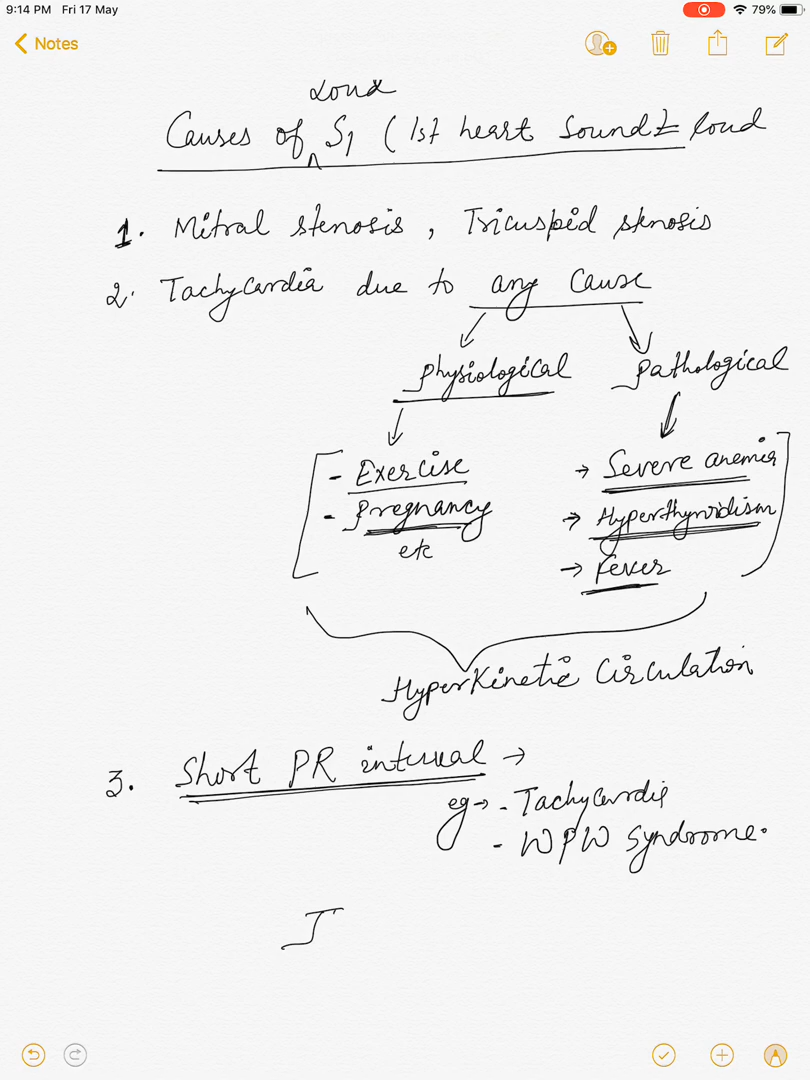 9:14 PM Fri 17 May 79%
Notes
Loud
Causes of S1 (1st heart sound) loud
1. Mitral stenosis, Tricuspid stenosis
2. Tachycardia due to any cause
physiological pathological
- Exercise → Severe anemia
- Pregnancy → Hyperthyroidism
etc → Fever
Hyperkinetic Circulation
3. Short PR interval →
eg → - Tachycardia
- WPW Syndrome.
I